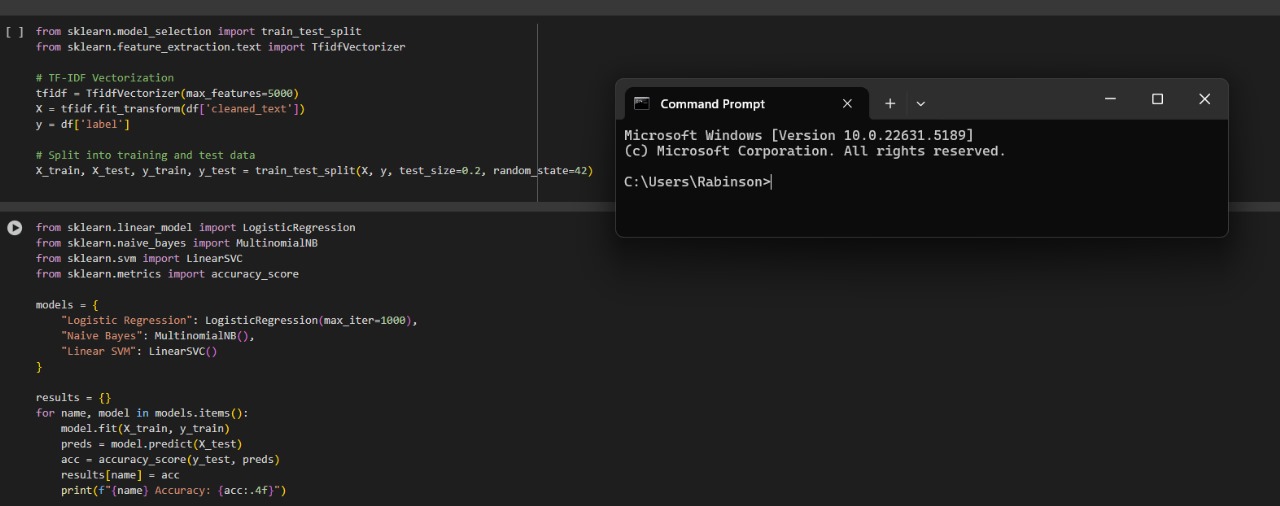 [ ] from sklearn.model_selection import train_test_split
from sklearn.feature_extraction.text import TfidfVectorizer
# TF-IDF Vectorization
tfidf = TfidfVectorizer(max_features=5000)
X = tfidf.fit_transform(df['cleaned_text'])
y = df['label']
# Split into training and test data
X_train, X_test, y_train, y_test = train_test_split(X, y, test_size=0.2, random_state=42)
Command Prompt
Microsoft Windows [Version 10.0.22631.5189]
(c) Microsoft Corporation. All rights reserved.
C:\Users\Rabinson>
from sklearn.linear_model import LogisticRegression
from sklearn.naive_bayes import MultinomialNB
from sklearn.svm import LinearSVC
from sklearn.metrics import accuracy_score
models = {
    "Logistic Regression": LogisticRegression(max_iter=1000),
    "Naive Bayes": MultinomialNB(),
    "Linear SVM": LinearSVC()
}
results = {}
for name, model in models.items():
    model.fit(X_train, y_train)
    preds = model.predict(X_test)
    acc = accuracy_score(y_test, preds)
    results[name] = acc
    print(f"{name} Accuracy: {acc:.4f}")